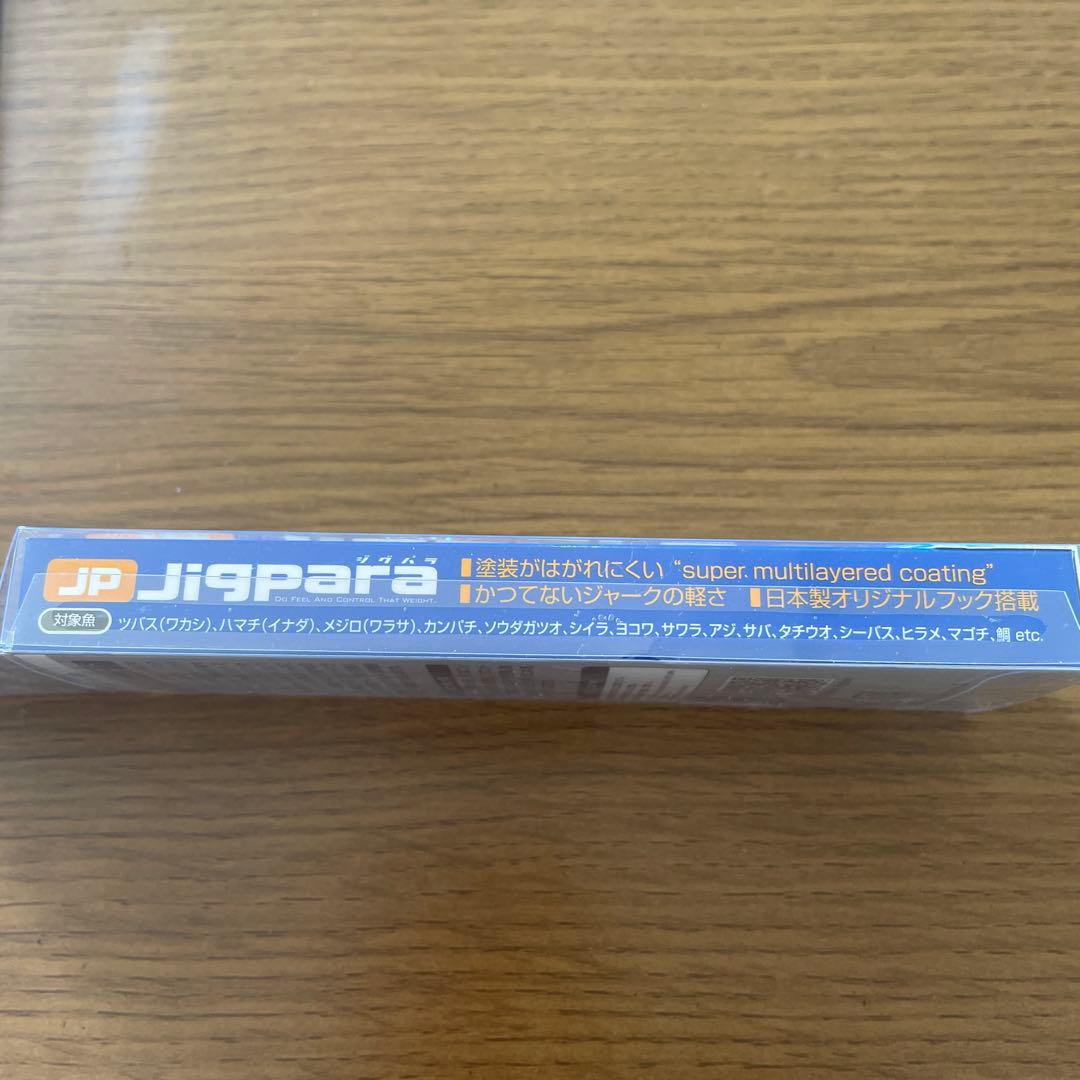 JP Jigpara
ジグパラ
DO FEEL AND CONTROL THAT WEIGHT.
塗装がはがれにくい “super multilayered coating”
かつてないジャークの軽さ 日本製オリジナルフック搭載
対象魚 ツバス(ワカシ)、ハマチ(イナダ)、メジロ(ワラサ)、カンパチ、ソウダガツオ、シイラ、ヨコワ、サワラ、アジ、サバ、タチウオ、シーバス、ヒラメ、マゴチ、鯛 etc.